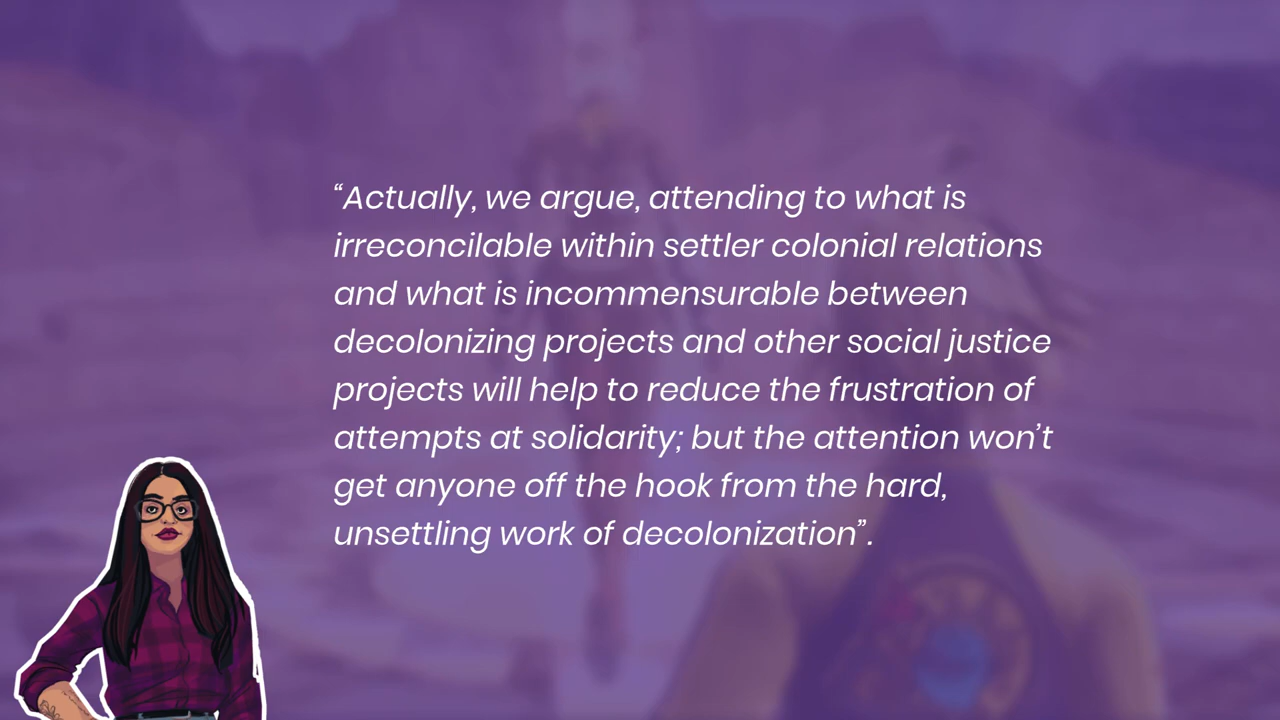 “Actually, we argue, attending to what is
irreconcilable within settler colonial relations
and what is incommensurable between
decolonizing projects and other social justice
projects will help to reduce the frustration of
attempts at solidarity; but the attention won’t
get anyone off the hook from the hard,
unsettling work of decolonization”.